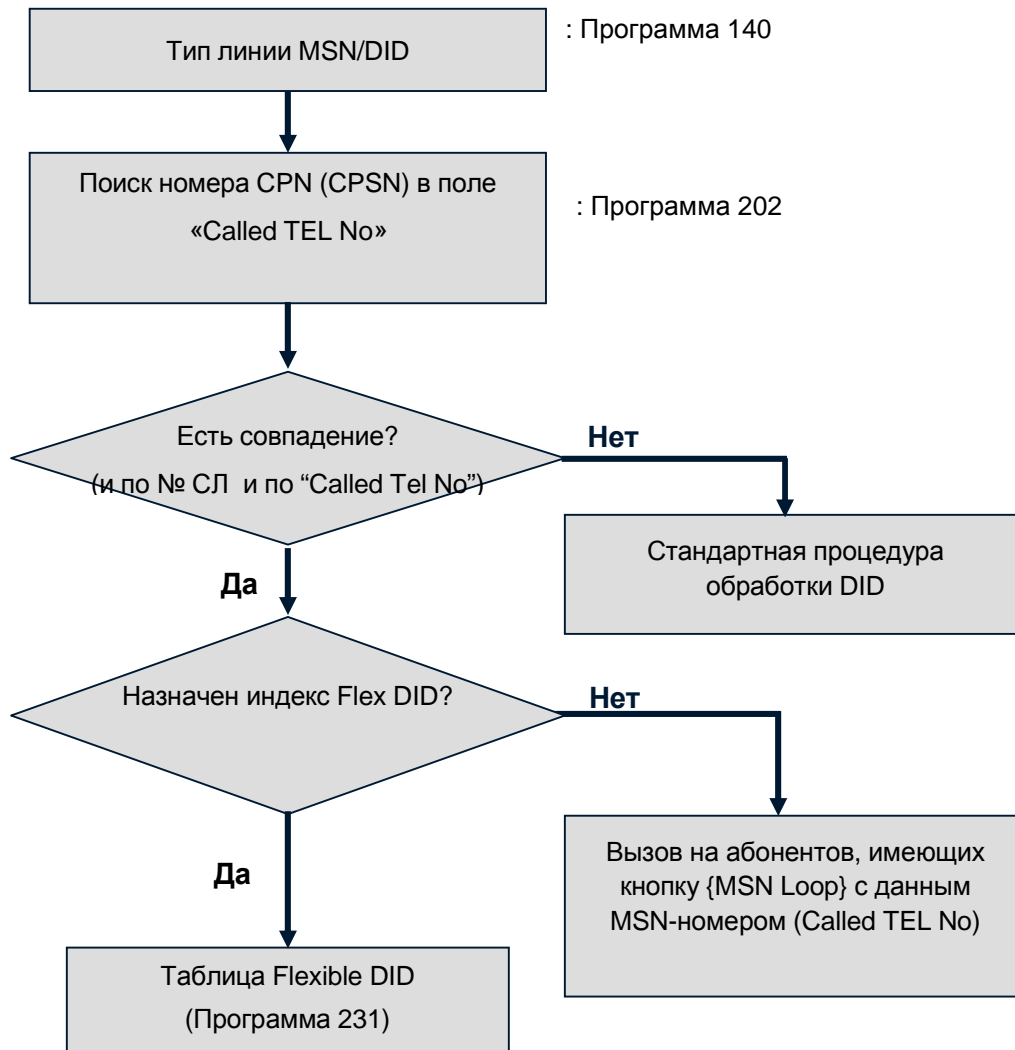 Тип линии MSN/DID
: Программа 140
Поиск номера CPN (CPSN) в поле
«Called TEL No»
: Программа 202
Есть совпадение?
(и по № СЛ и по “Called Tel No”)
Нет
Стандартная процедура
обработки DID
Да
Назначен индекс Flex DID?
Нет
Вызов на абонентов, имеющих
кнопку {MSN Loop} с данным
MSN-номером (Called TEL No)
Да
Таблица Flexible DID
(Программа 231)